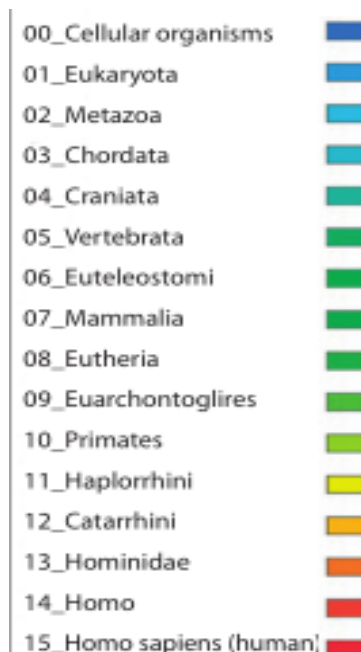 00_Cellular organisms
01_Eukaryota
02_Metazoa
03_Chordata
04_Craniata
05_Vertebrata
06_Euteleostomi
07_Mammalia
08_Eutheria
09_Euarchontoglires
10_Primates
11_Haplorrhini
12_Catarrhini
13_Hominidae
14_Homo
15_Homo sapiens (human)